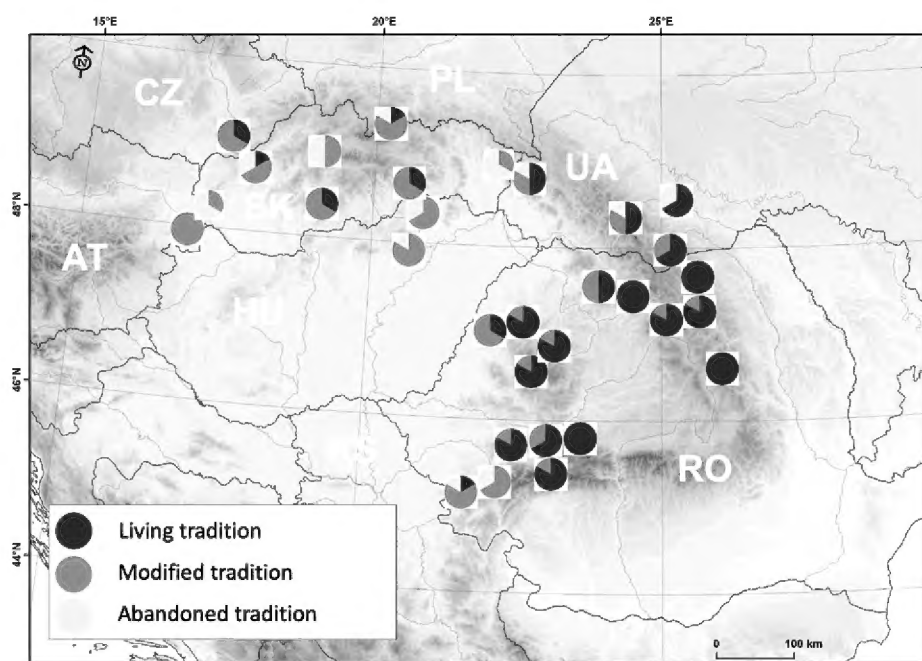 15°E 20°E 25°E
N
CZ
PL
UA
48°N
SK
AT
HU
46°N
RS
RO
Living tradition
Modified tradition
44°N
Abandoned tradition
0 100 km